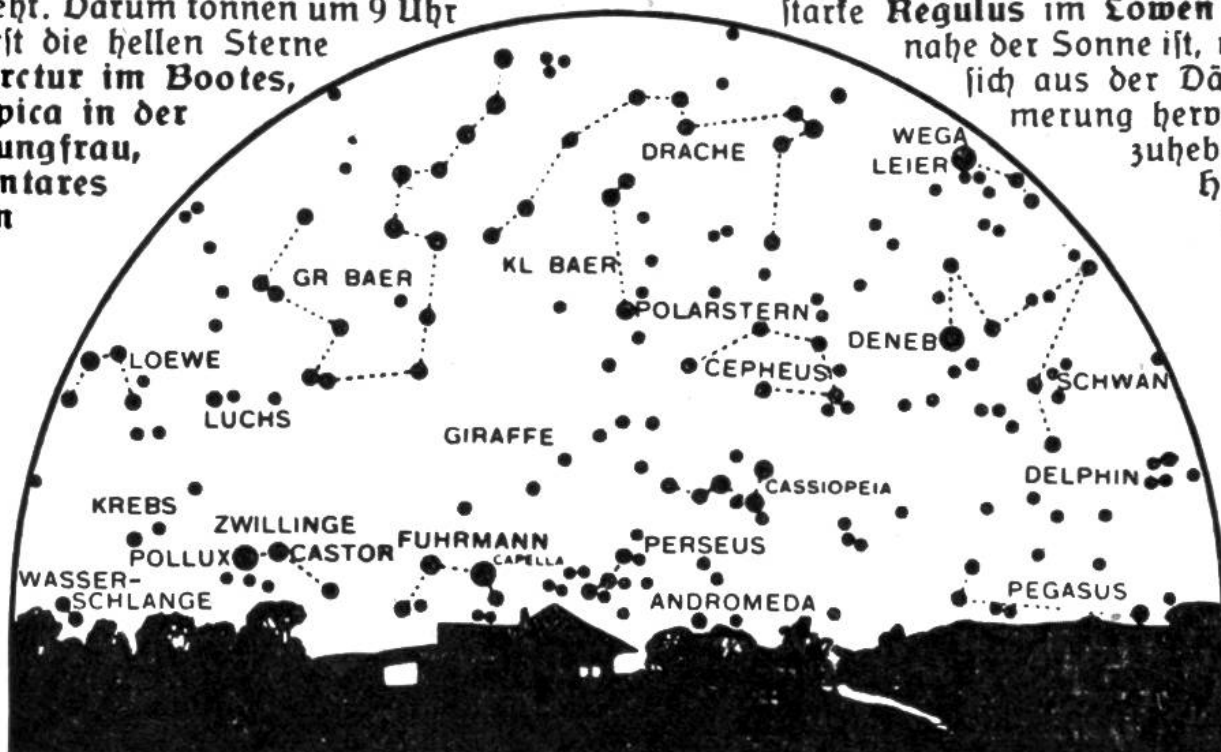 eht. Darum können um 9 Uhr
rst die hellen Sterne
rctur im Bootes,
pica in der
ungfrau,
ntares
n
ſtarke Regulus im Löwen
nahe der Sonne iſt,
ſich aus der Dä
merung herv
zuheb
h
DRACHE
WEGA
LEIER
GR BAER
KL BAER
POLARSTERN
DENEB
LOEWE
CEPHEUS
SCHWAN
LUCHS
GIRAFFE
DELPHIN
CASSIOPEIA
KREBS
ZWILLINGE
POLLUX
CASTOR
FUHRMANN
CAPELLA
PERSEUS
WASSER-
SCHLANGE
ANDROMEDA
PEGASUS